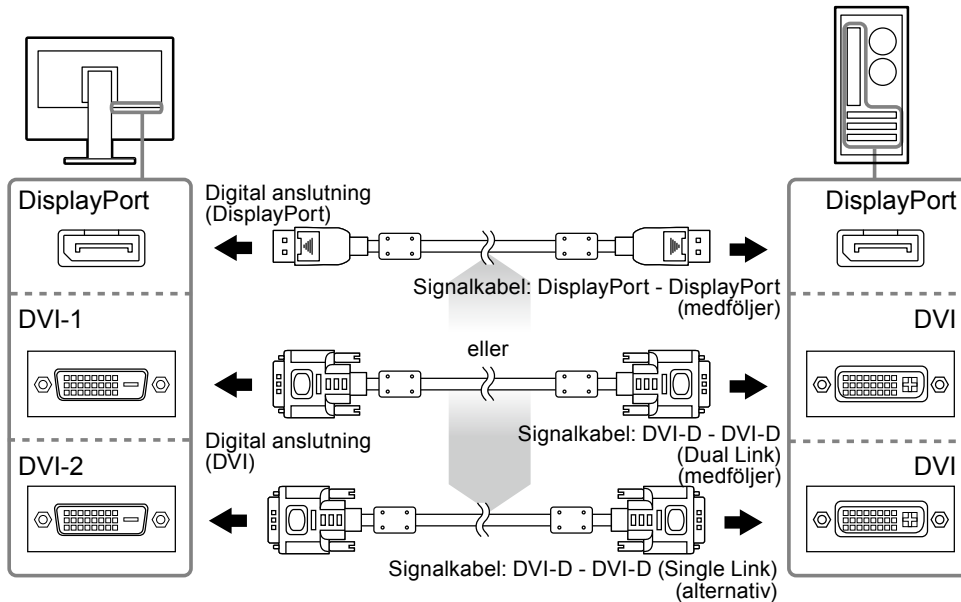 DisplayPort
Digital anslutning
(DisplayPort)
DisplayPort
Signalkabel: DisplayPort - DisplayPort
(medföljer)
DVI-1
eller
DVI
Digital anslutning
(DVI)
Signalkabel: DVI-D - DVI-D
(Dual Link)
(medföljer)
DVI-2
DVI
Signalkabel: DVI-D - DVI-D (Single Link)
(alternativ)